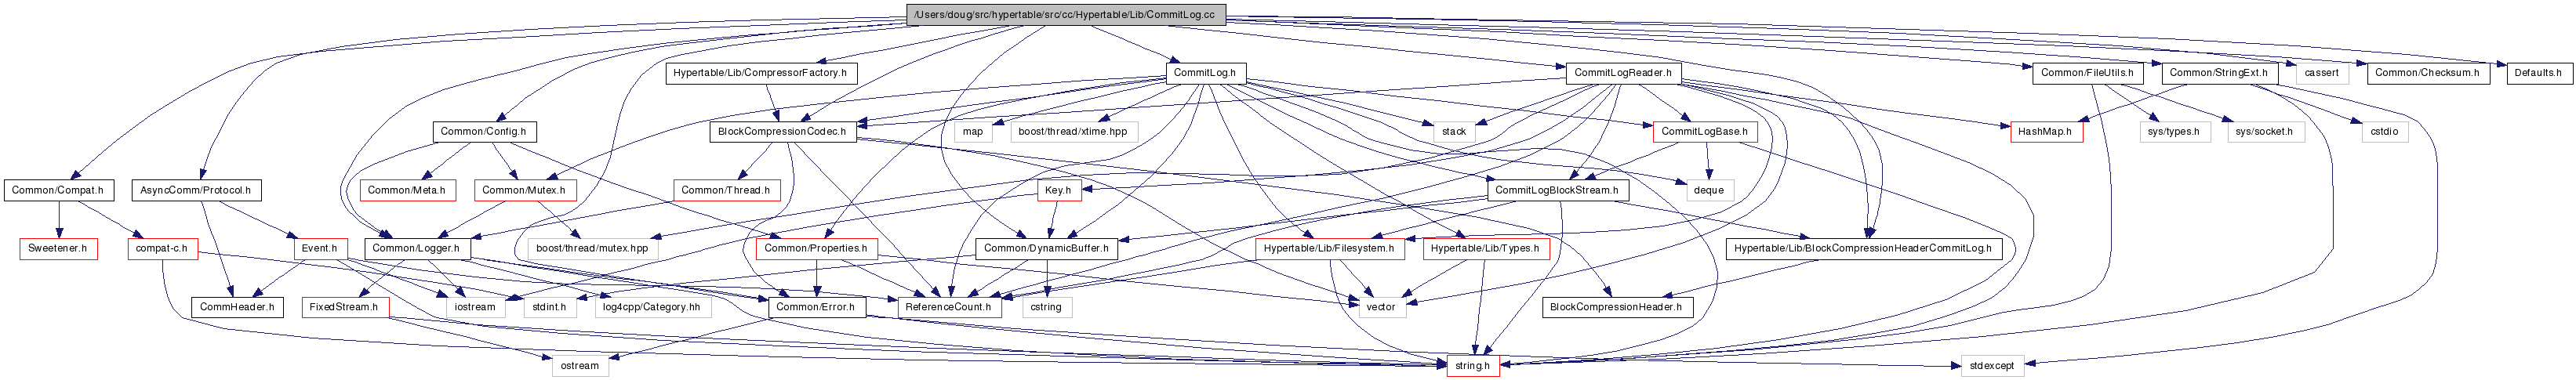 /Users/doug/src/hypertable/src/cc/Hypertable/Lib/CommitLog.cc
Hypertable/Lib/CompressorFactory.h
CommitLog.h
CommitLogReader.h
Common/FileUtils.h
Common/StringExt.h
cassert
Common/Checksum.h
Defaults.h
Common/Config.h
BlockCompressionCodec.h
map
boost/thread/xtime.hpp
stack
CommitLogBase.h
HashMap.h
sys/types.h
sys/socket.h
cstdio
Common/Compat.h
AsyncComm/Protocol.h
Common/Meta.h
Common/Mutex.h
Common/Thread.h
Key.h
CommitLogBlockStream.h
deque
Sweetener.h
compat-c.h
Event.h
Common/Logger.h
boost/thread/mutex.hpp
Common/Properties.h
Common/DynamicBuffer.h
Hypertable/Lib/Filesystem.h
Hypertable/Lib/Types.h
Hypertable/Lib/BlockCompressionHeaderCommitLog.h
CommHeader.h
FixedStream.h
iostream
stdint.h
log4cpp/Category.hh
Common/Error.h
ReferenceCount.h
cstring
vector
BlockCompressionHeader.h
ostream
string.h
stdexcept